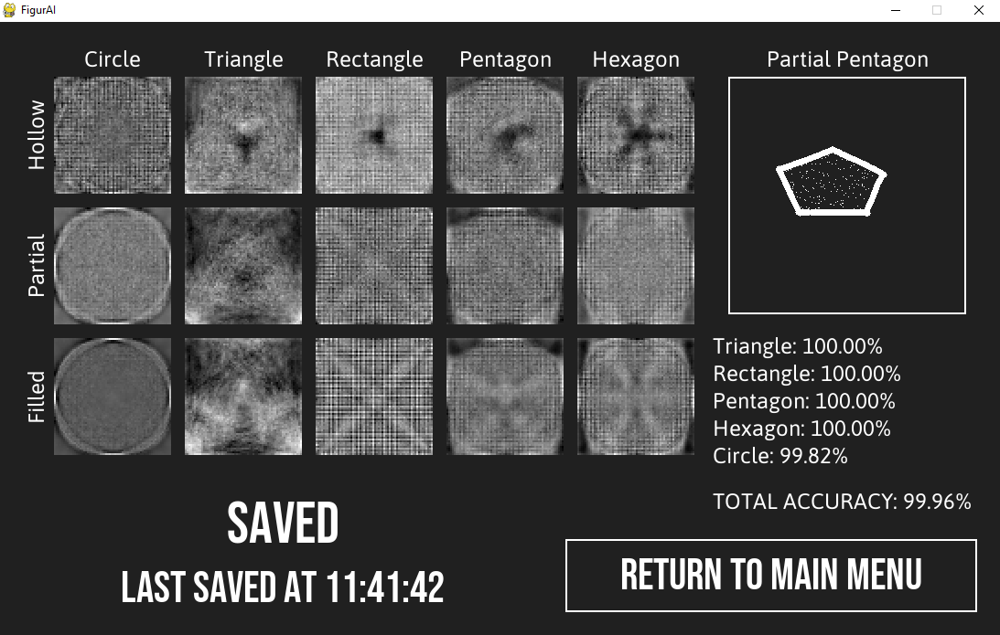 FigurAI
Circle Triangle Rectangle Pentagon Hexagon Partial Pentagon
Hollow
Partial
Filled
Triangle: 100.00%
Rectangle: 100.00%
Pentagon: 100.00%
Hexagon: 100.00%
Circle: 99.82%
TOTAL ACCURACY: 99.96%
SAVED
LAST SAVED AT 11:41:42
RETURN TO MAIN MENU